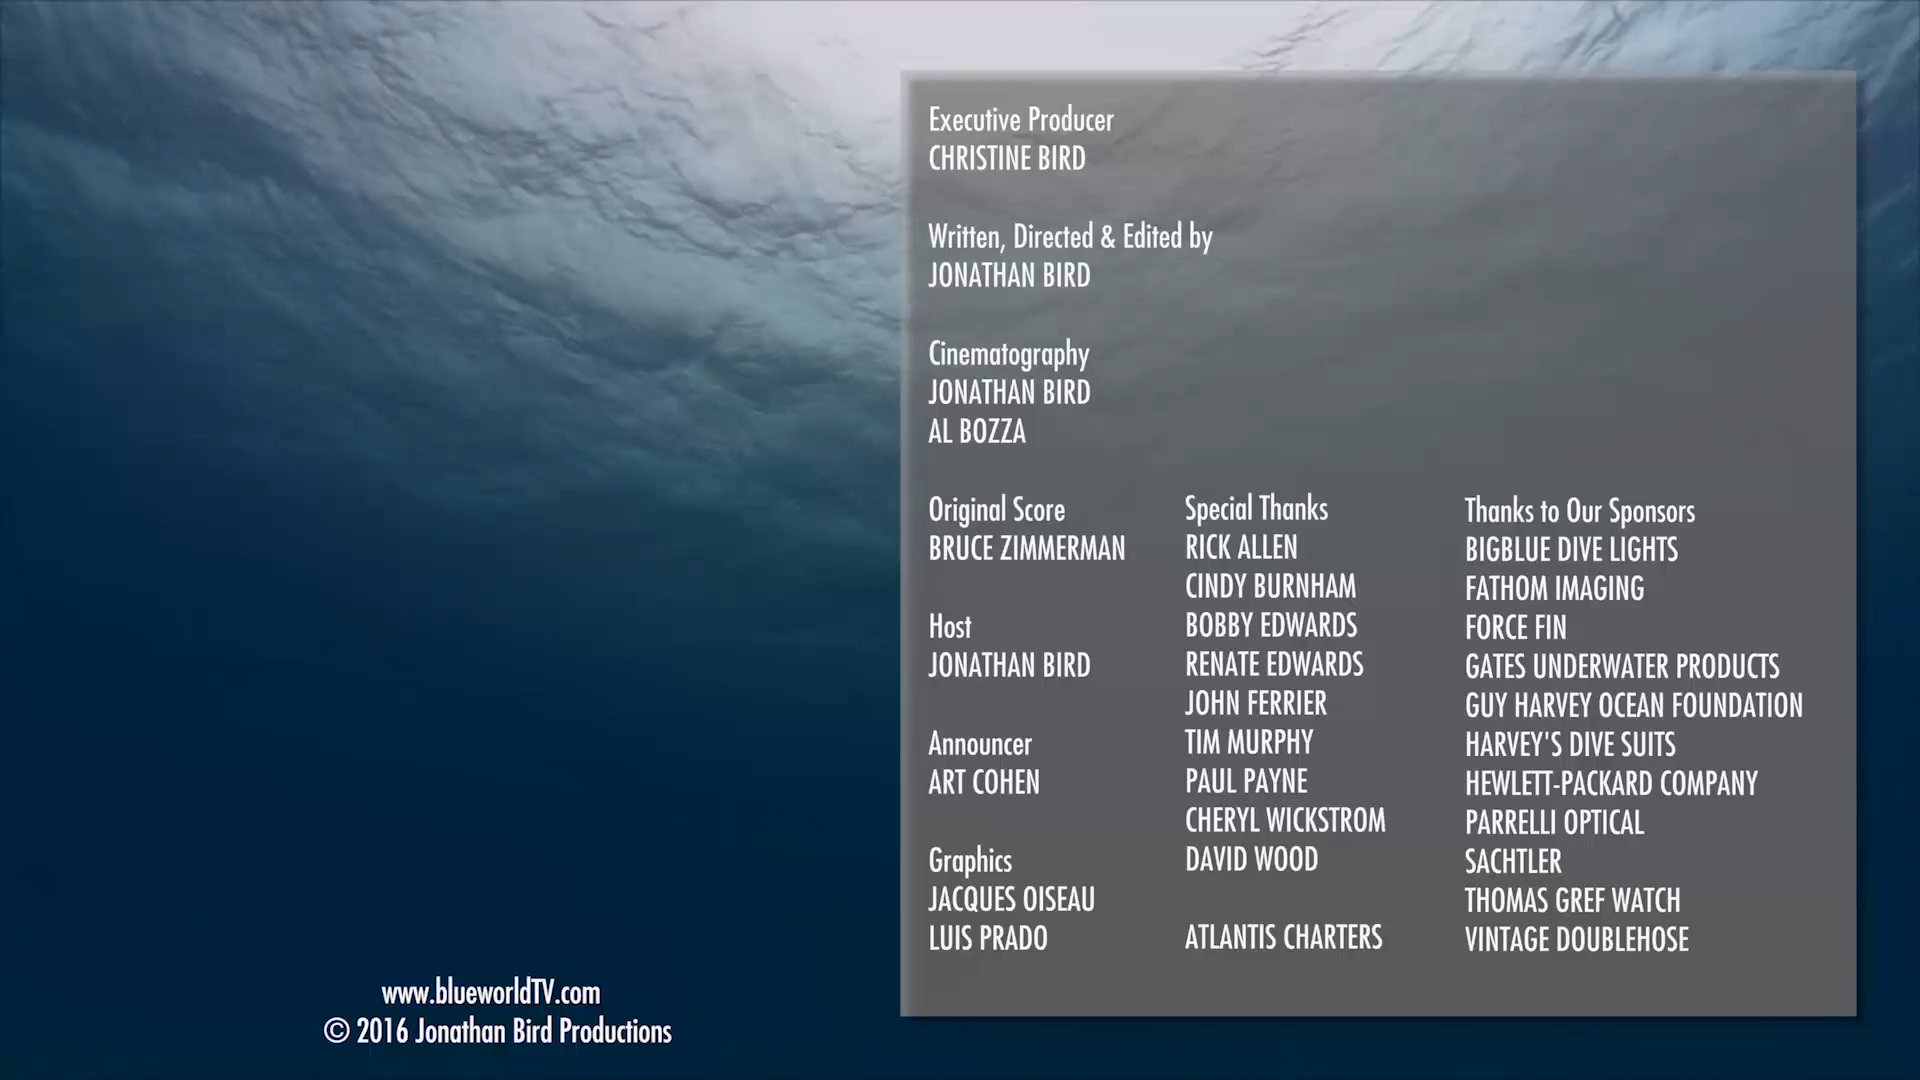 Executive Producer
CHRISTINE BIRD
Written, Directed & Edited by
JONATHAN BIRD
Cinematography
JONATHAN BIRD
AL BOZZA
Original Score
BRUCE ZIMMERMAN
Host
JONATHAN BIRD
Announcer
ART COHEN
Graphics
JACQUES OISEAU
LUIS PRADO
Special Thanks
RICK ALLEN
CINDY BURNHAM
BOBBY EDWARDS
RENATE EDWARDS
JOHN FERRIER
TIM MURPHY
PAUL PAYNE
CHERYL WICKSTROM
DAVID WOOD
ATLANTIS CHARTERS
Thanks to Our Sponsors
BIGBLUE DIVE LIGHTS
FATHOM IMAGING
FORCE FIN
GATES UNDERWATER PRODUCTS
GUY HARVEY OCEAN FOUNDATION
HARVEY'S DIVE SUITS
HEWLETT-PACKARD COMPANY
PARRELLI OPTICAL
SACHTLER
THOMAS GREF WATCH
VINTAGE DOUBLEHOSE
www.blueworldTV.com
© 2016 Jonathan Bird Productions